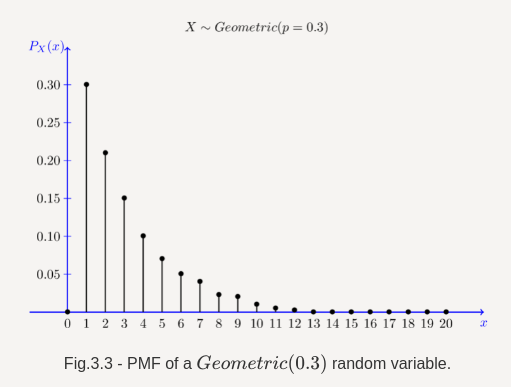 X ∼ Geometric(p = 0.3)
P_X(x)
0.30
0.25
0.20
0.15
0.10
0.05
0 1 2 3 4 5 6 7 8 9 10 11 12 13 14 15 16 17 18 19 20
x
Fig.3.3 - PMF of a Geometric(0.3) random variable.